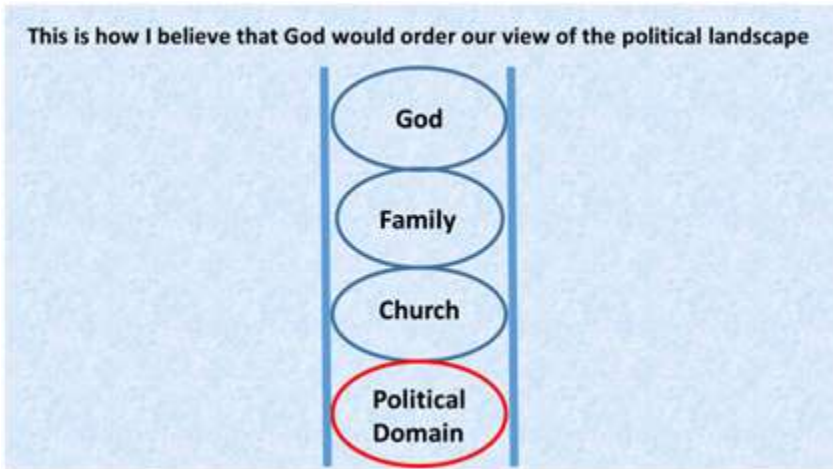 This is how I believe that God would order our view of the political landscape
God
Family
Church
Political
Domain